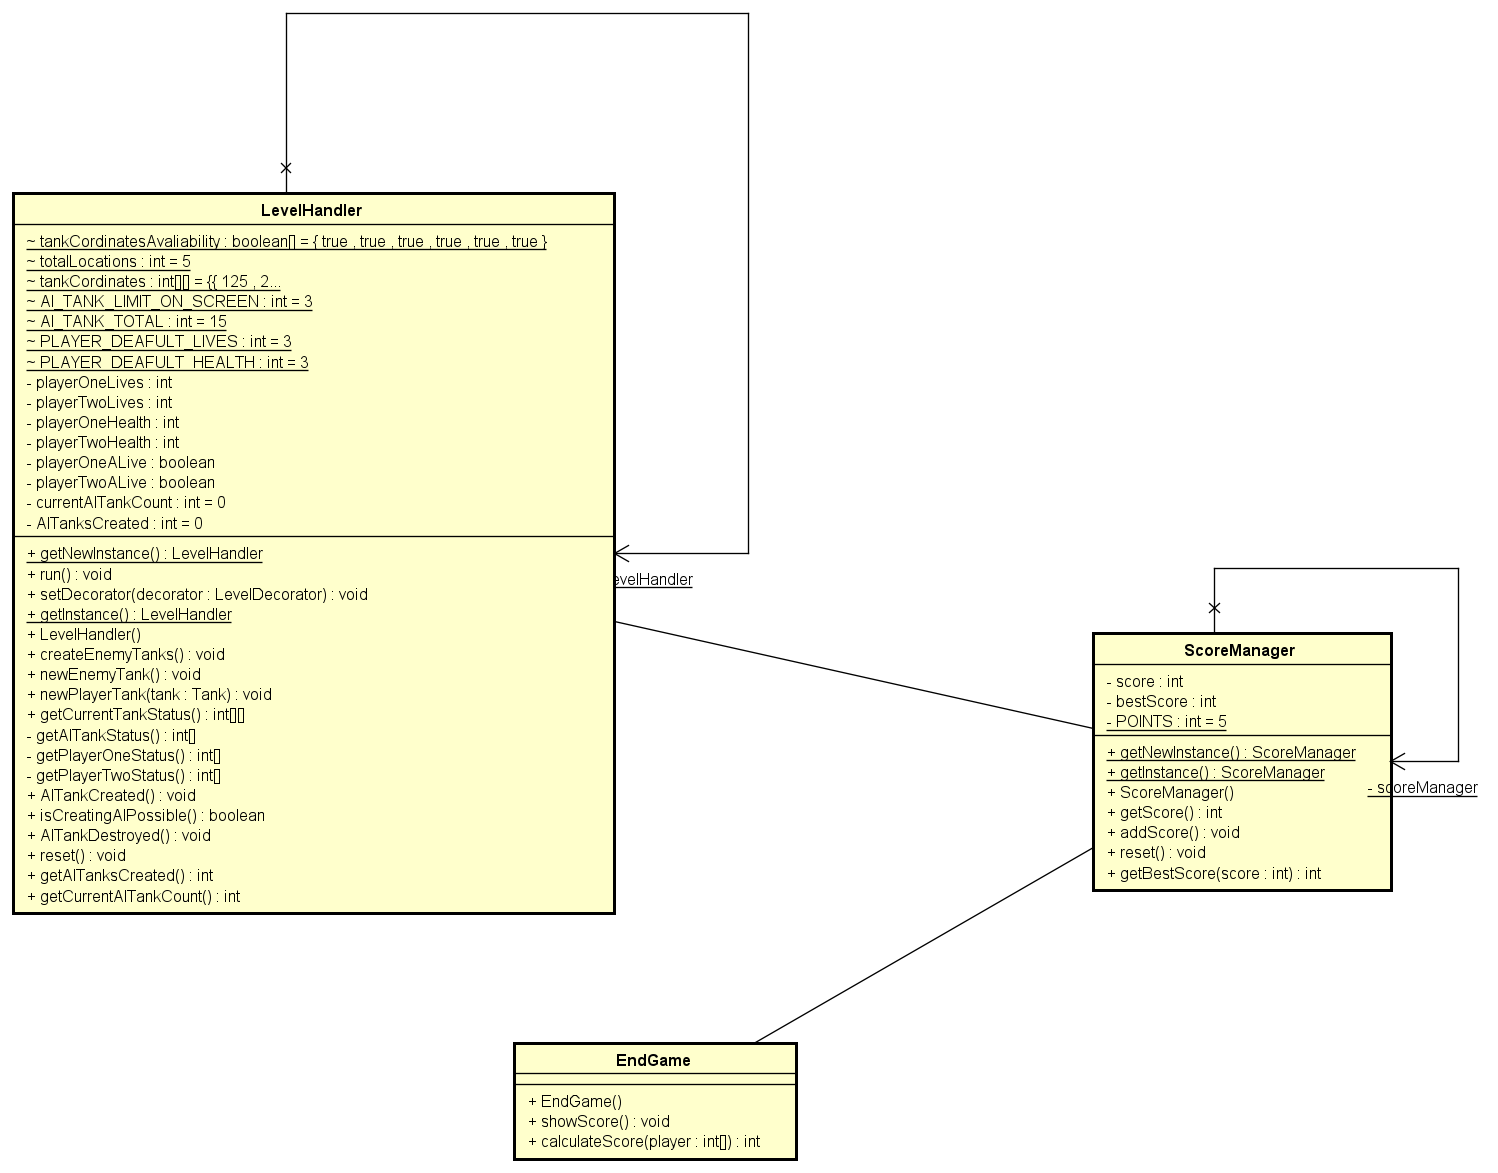 LevelHandler
~ tankCordinatesAvaliability : boolean[] = { true , true , true , true , true , true }
~ totalLocations : int = 5
~ tankCordinates : int[][] = {{ 125 , 2...
~ AI_TANK_LIMIT_ON_SCREEN : int = 3
~ AI_TANK_TOTAL : int = 15
~ PLAYER_DEAFULT_LIVES : int = 3
~ PLAYER_DEAFULT_HEALTH : int = 3
- playerOneLives : int
- playerTwoLives : int
- playerOneHealth : int
- playerTwoHealth : int
- playerOneALive : boolean
- playerTwoALive : boolean
- currentAITankCount : int = 0
- AITanksCreated : int = 0
+ getNewInstance() : LevelHandler
+ run() : void
+ setDecorator(decorator : LevelDecorator) : void
+ getInstance() : LevelHandler
+ LevelHandler()
+ createEnemyTanks() : void
+ newEnemyTank() : void
+ newPlayerTank(tank : Tank) : void
+ getCurrentTankStatus() : int[][]
- getAITankStatus() : int[]
- getPlayerOneStatus() : int[]
- getPlayerTwoStatus() : int[]
+ AITankCreated() : void
+ isCreatingAIPossible() : boolean
+ AITankDestroyed() : void
+ reset() : void
+ getAITanksCreated() : int
+ getCurrentAITankCount() : int
evelHandler
ScoreManager
- score : int
- bestScore : int
- POINTS : int = 5
+ getNewInstance() : ScoreManager
+ getInstance() : ScoreManager
+ ScoreManager()
+ getScore() : int
+ addScore() : void
+ reset() : void
+ getBestScore(score : int) : int
- scoreManager
EndGame
+ EndGame()
+ showScore() : void
+ calculateScore(player : int[]) : int